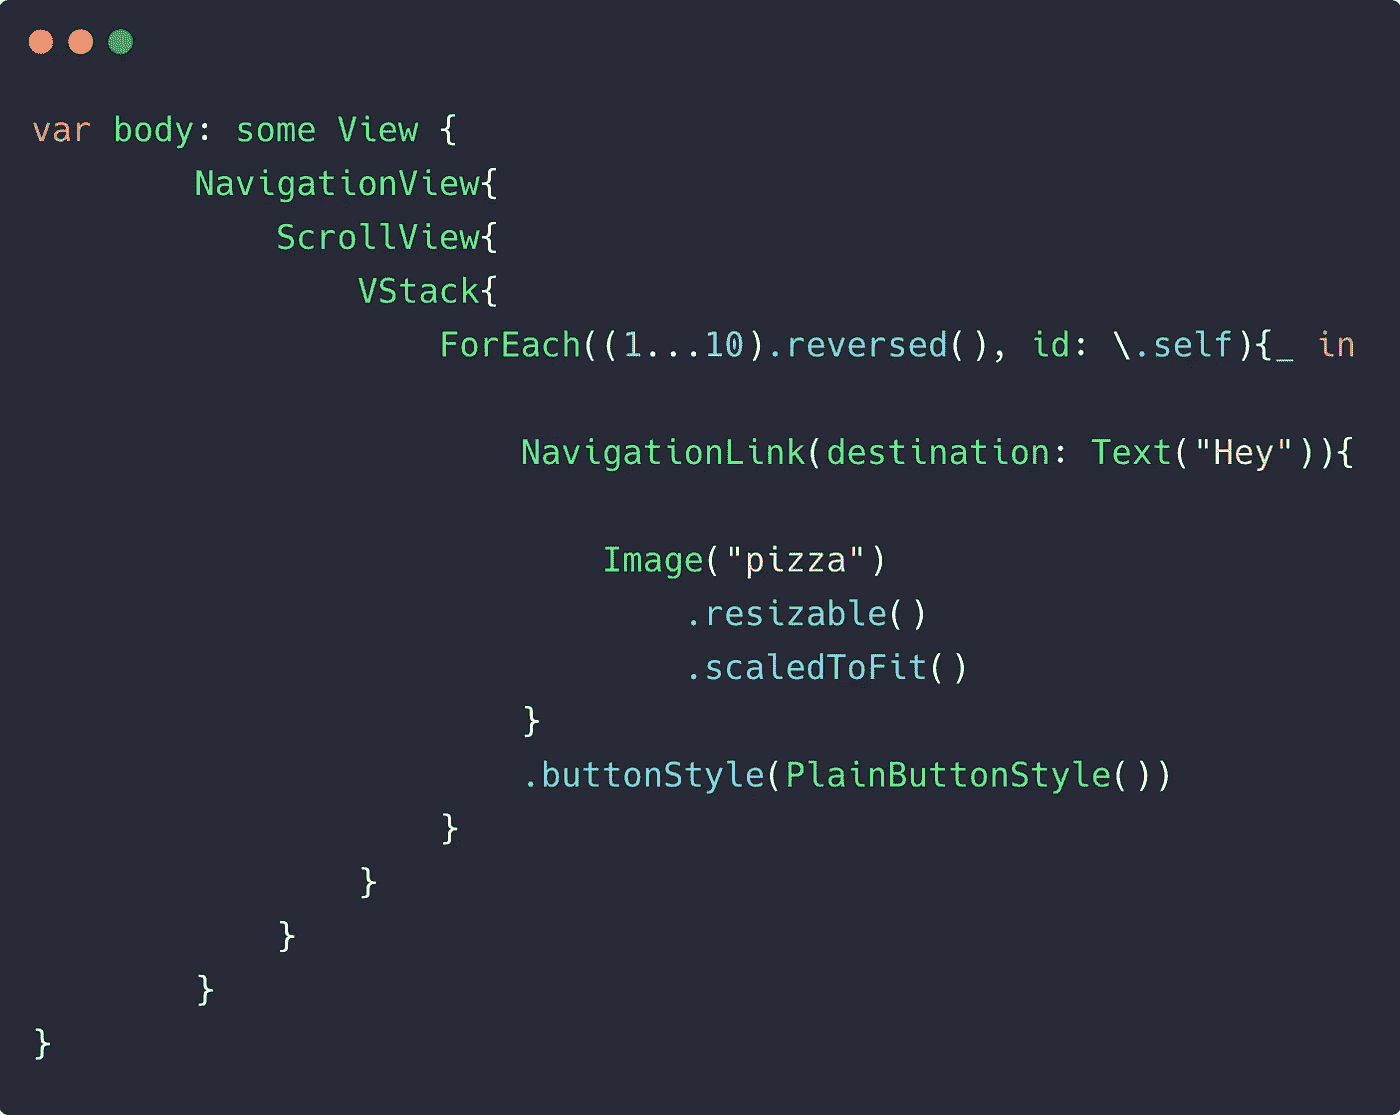 var body: some View {
        NavigationView{
            ScrollView{
                VStack{
                    ForEach((1...10).reversed(), id: \.self){_ in
                        NavigationLink(destination: Text("Hey")){
                            Image("pizza")
                                .resizable()
                                .scaledToFit()
                        }
                        .buttonStyle(PlainButtonStyle())
                    }
                }
            }
        }
}